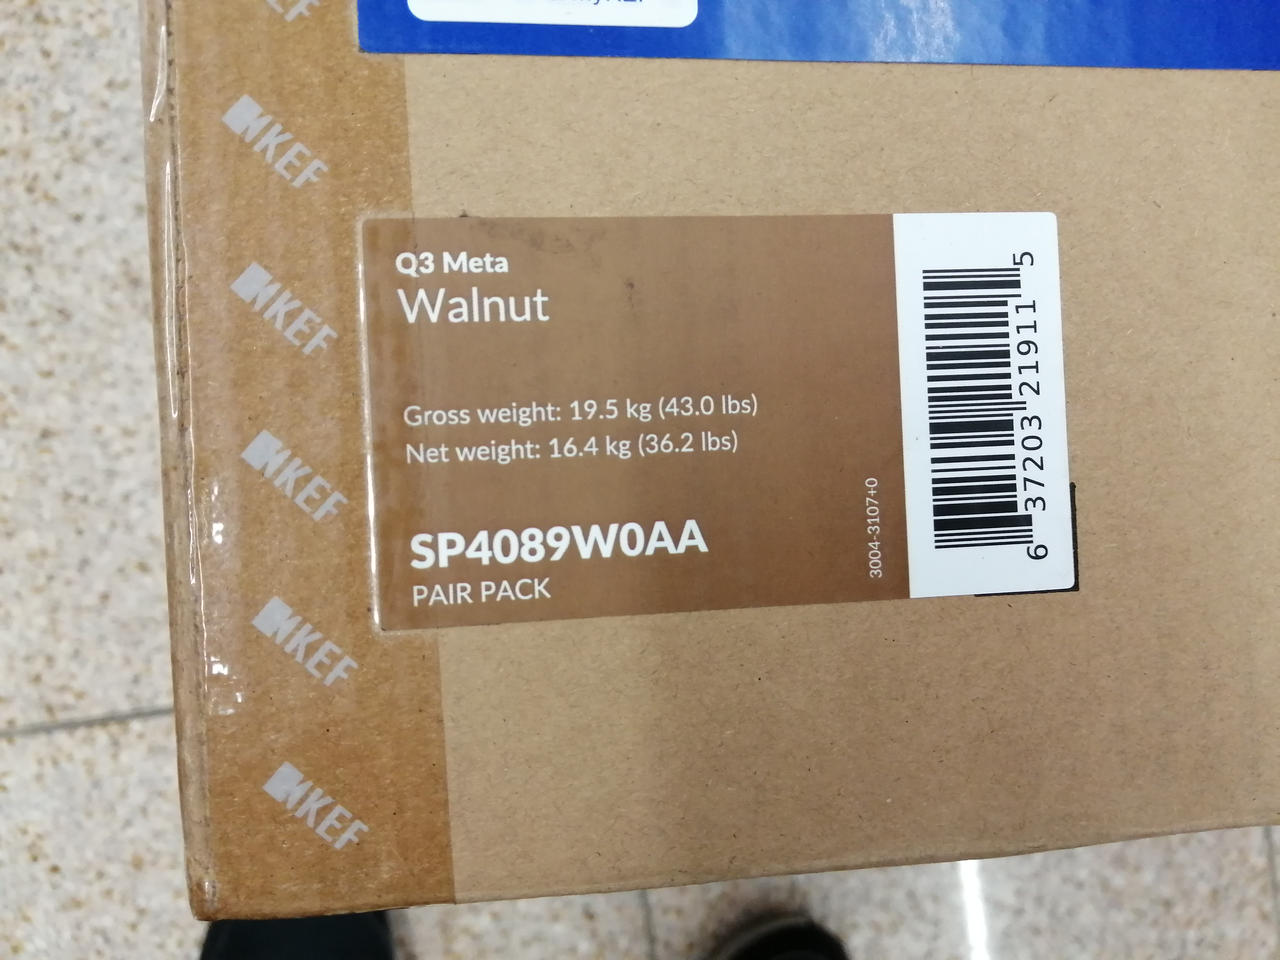 KEF
KEF
KEF
KEF
KEF
Q3 Meta
Walnut
Gross weight: 19.5 kg (43.0 lbs)
Net weight: 16.4 kg (36.2 lbs)
SP4089W0AA
PAIR PACK
3004-3107+0
6 37203 21911 5